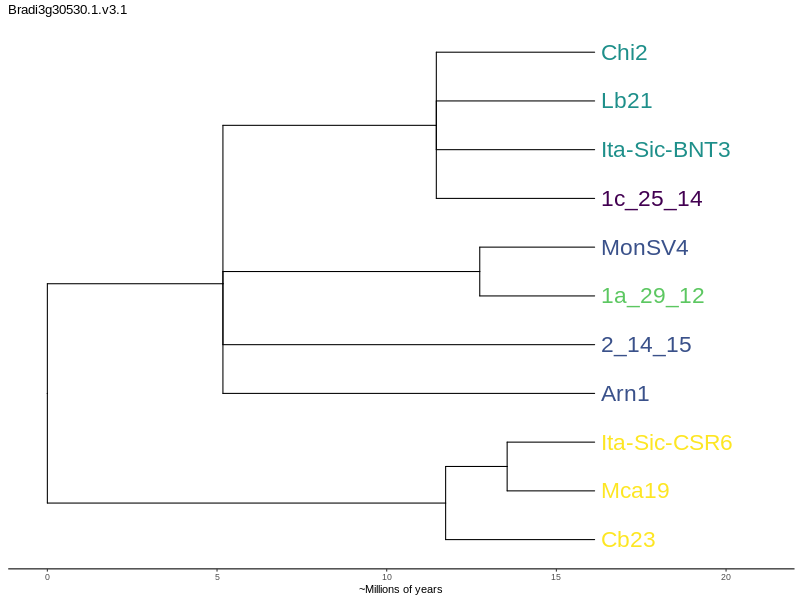 Bradi3g30530.1.v3.1
Chi2
Lb21
Ita-Sic-BNT3
1c_25_14
MonSV4
1a_29_12
2_14_15
Arn1
Ita-Sic-CSR6
Mca19
Cb23
0 5 10 15 20
~Millions of years